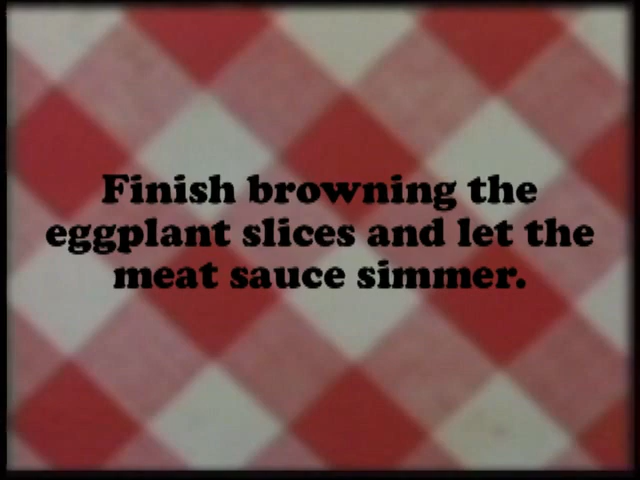 Finish browning the
eggplant slices and let the
meat sauce simmer.